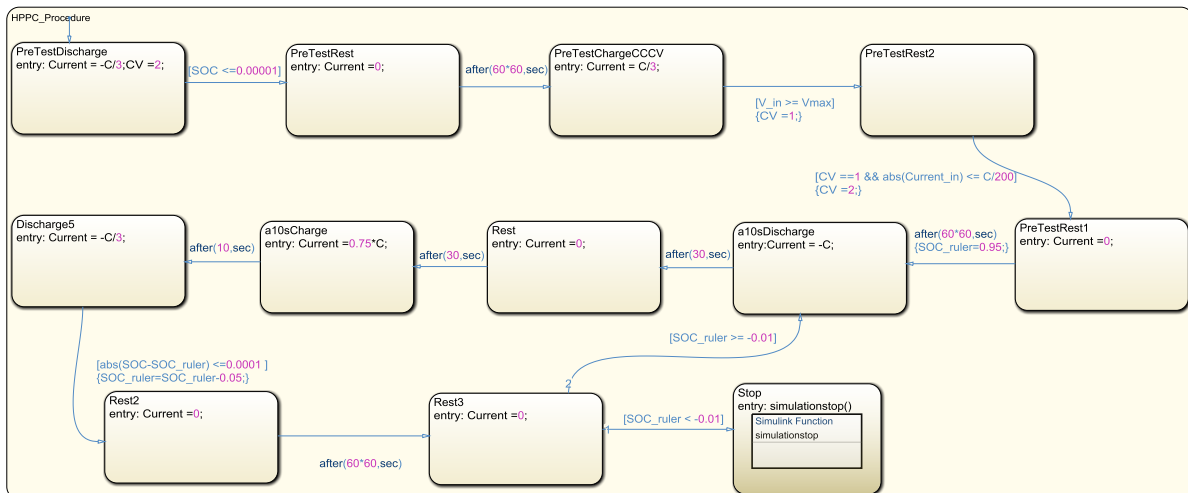 HPPC_Procedure
PreTestDischarge
entry: Current = -C/3;CV =2;
[SOC <=0.00001]
PreTestRest
entry: Current =0;
after(60*60,sec)
PreTestChargeCCCV
entry: Current = C/3;
[V_in >= Vmax]
{CV =1;}
PreTestRest2
[CV ==1 && abs(Current_in) <= C/200]
{CV =2;}
Discharge5
entry: Current = -C/3;
after(10,sec)
a10sCharge
entry: Current =0.75*C;
after(30,sec)
Rest
entry: Current =0;
after(30,sec)
a10sDischarge
entry:Current = -C;
after(60*60,sec)
{SOC_ruler=0.95;}
PreTestRest1
entry: Current =0;
[SOC_ruler >= -0.01]
2
[abs(SOC-SOC_ruler) <=0.0001 ]
{SOC_ruler=SOC_ruler-0.05;}
Rest2
entry: Current =0;
after(60*60,sec)
Rest3
entry: Current =0;
1
[SOC_ruler < -0.01]
Stop
entry: simulationstop()
Simulink Function
simulationstop